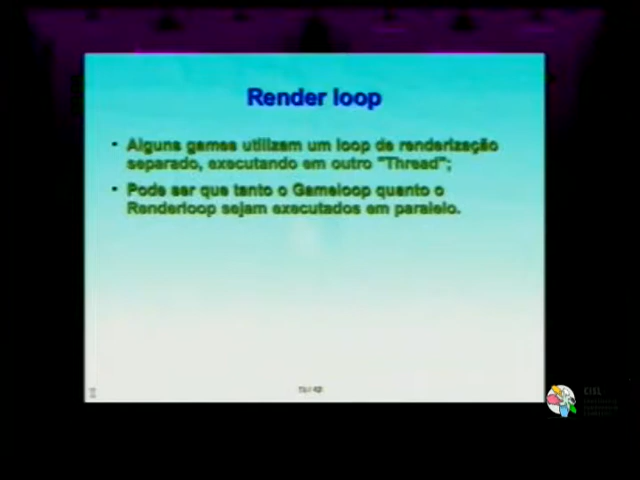 Render loop
• Alguns games utilizam um loop de renderização
separado, executando em outro "Thread";
• Pode ser que tanto o Gameloop quanto o
Renderloop sejam executados em paralelo.